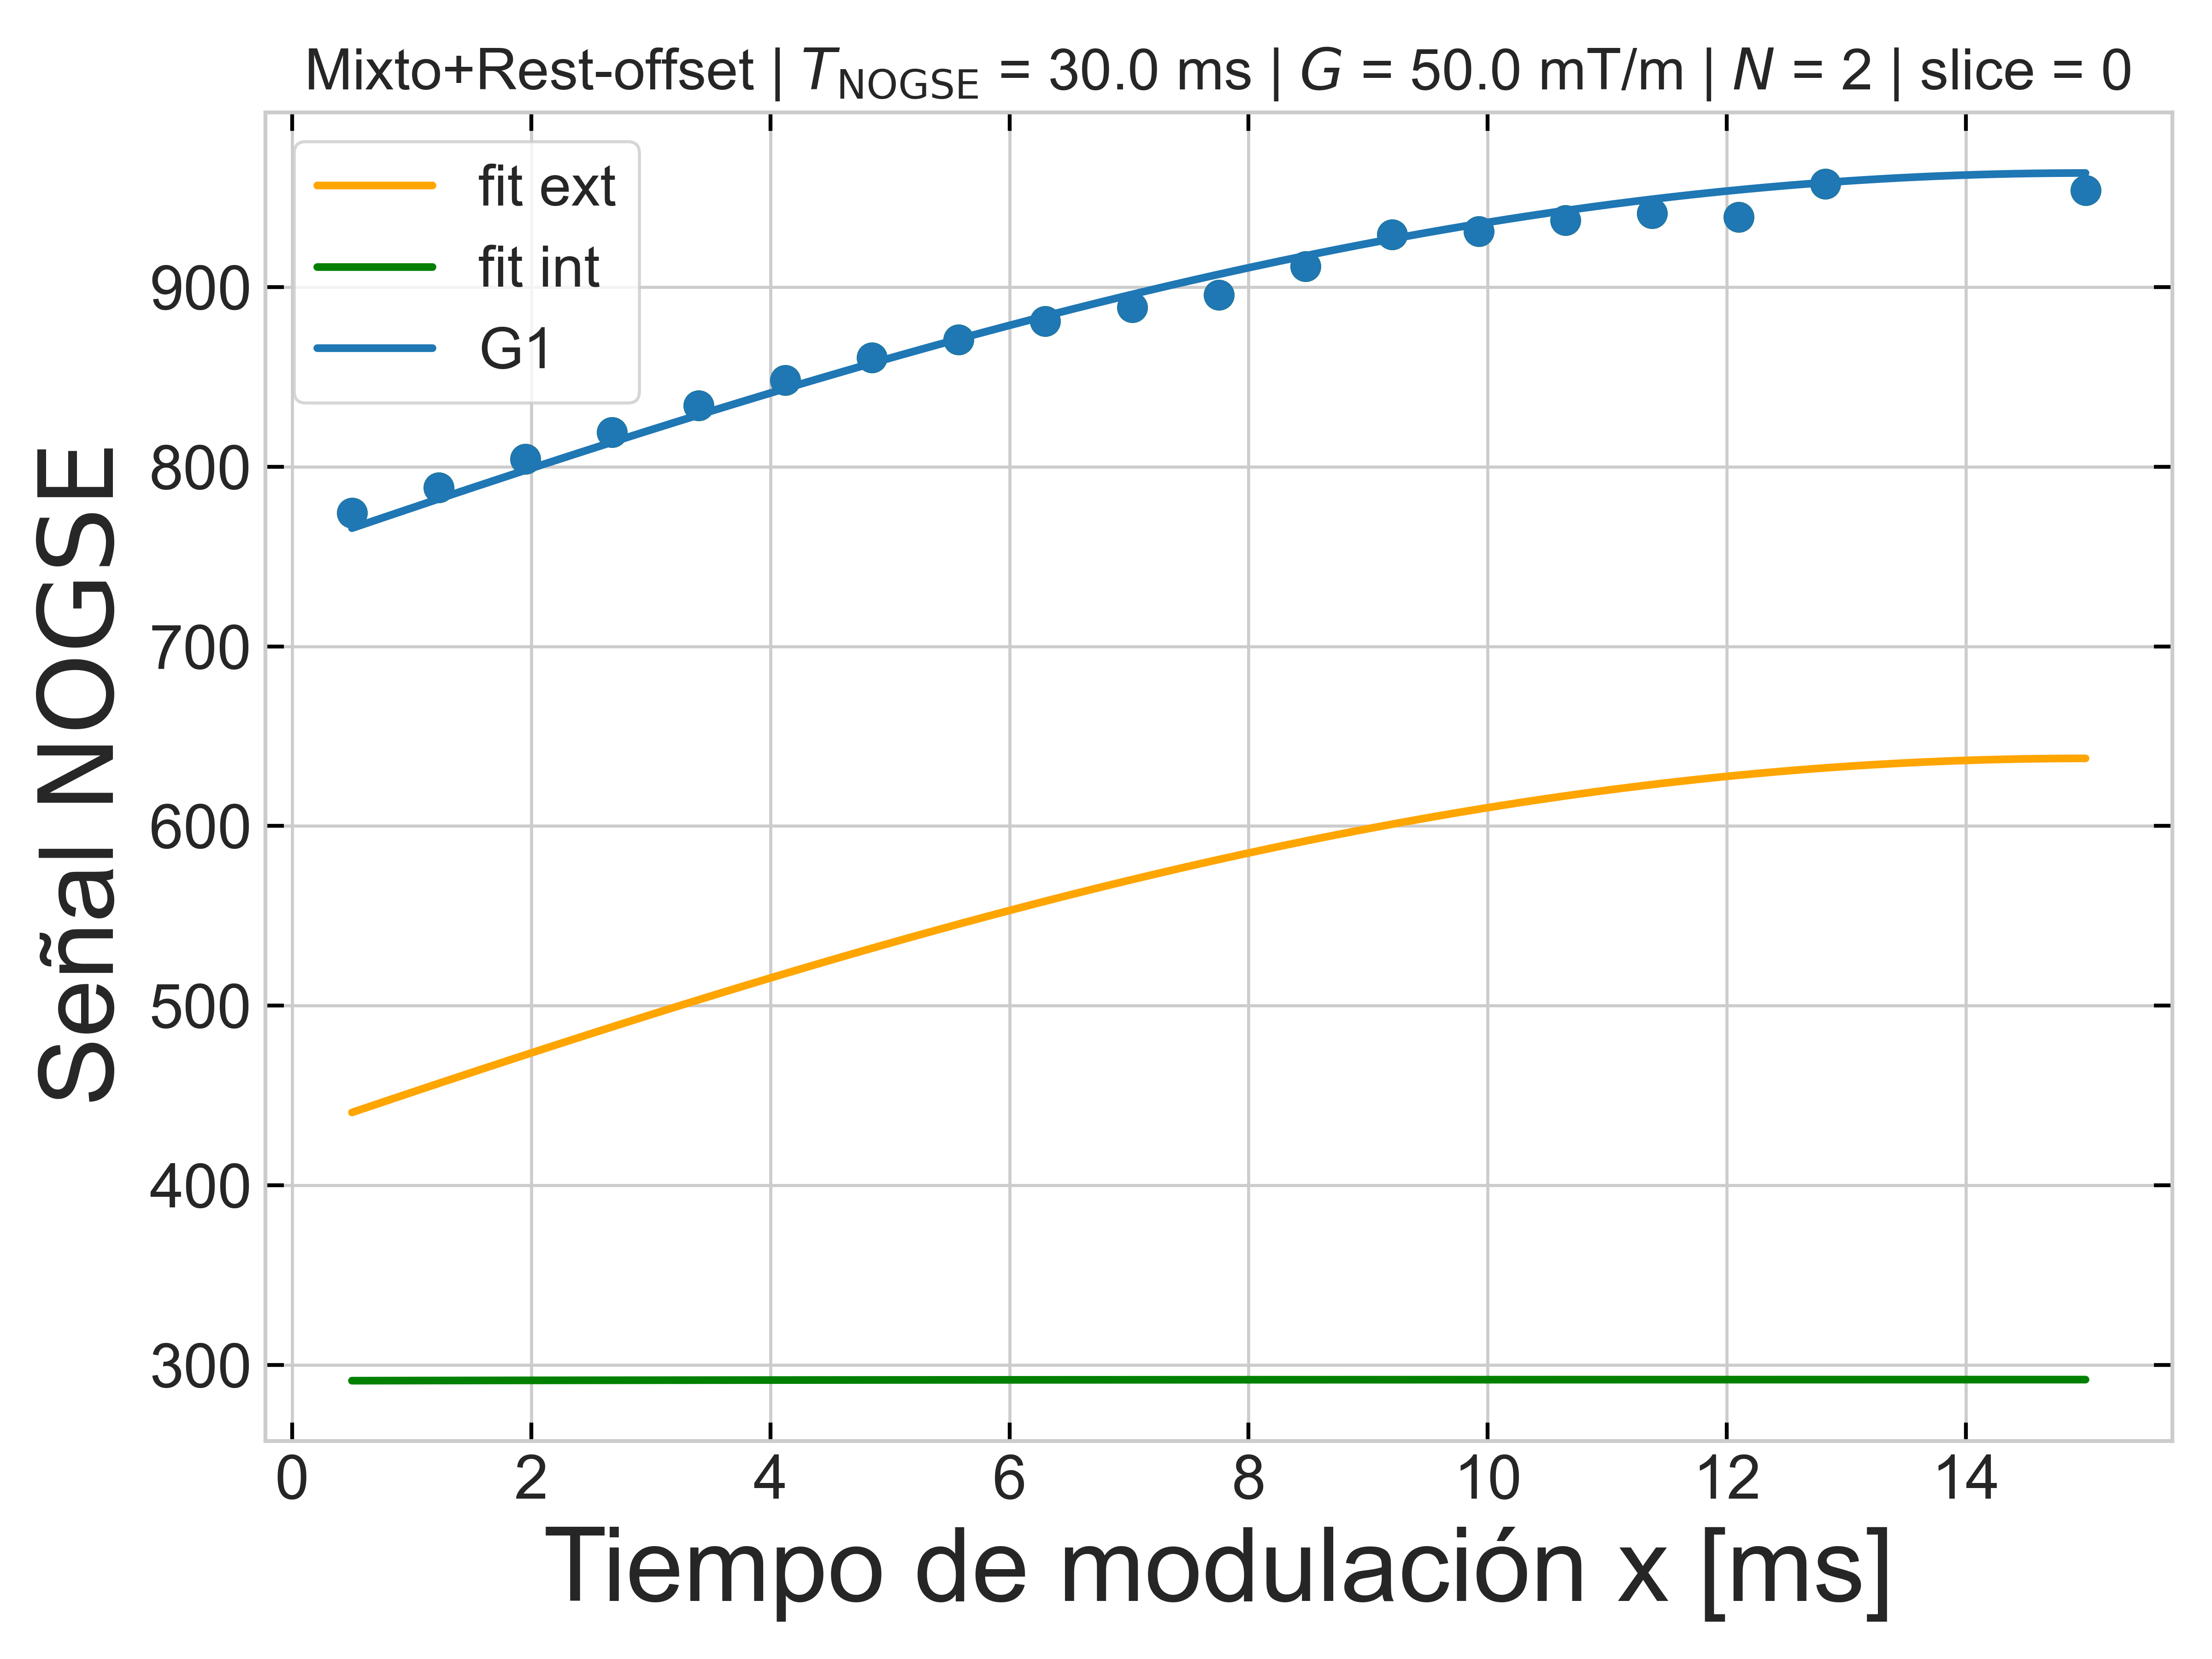 Mixto+Rest-offset | T_NOGSE = 30.0 ms | G = 50.0 mT/m | N = 2 | slice = 0
fit ext
fit int
G1
Señal NOGSE
900
800
700
600
500
400
300
0 2 4 6 8 10 12 14
Tiempo de modulación x [ms]